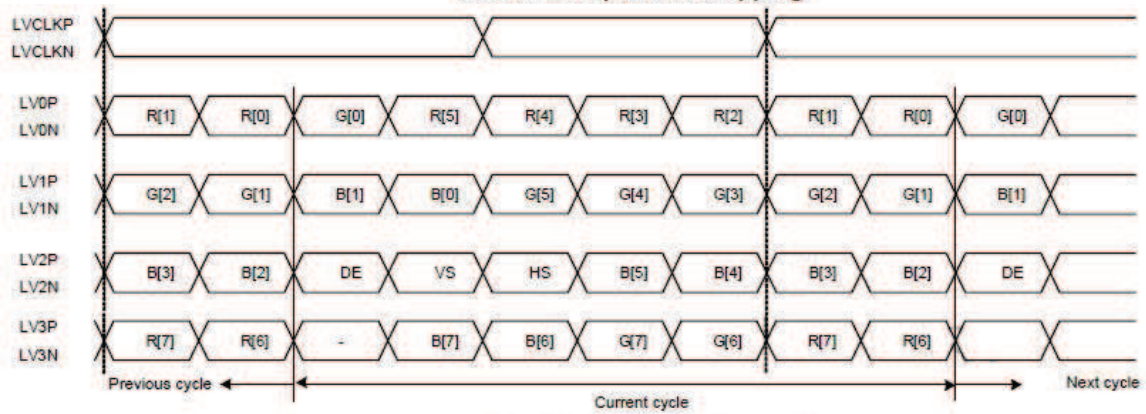 LVCLKP
LVCLKN
LV0P
LV0N
R[1] R[0] G[0] R[5] R[4] R[3] R[2] R[1] R[0] G[0]
LV1P
LV1N
G[2] G[1] B[1] B[0] G[5] G[4] G[3] G[2] G[1] B[1]
LV2P
LV2N
B[3] B[2] DE VS HS B[5] B[4] B[3] B[2] DE
LV3P
LV3N
R[7] R[6] - B[7] B[6] G[7] G[6] R[7] R[6]
Previous cycle Next cycle
Current cycle